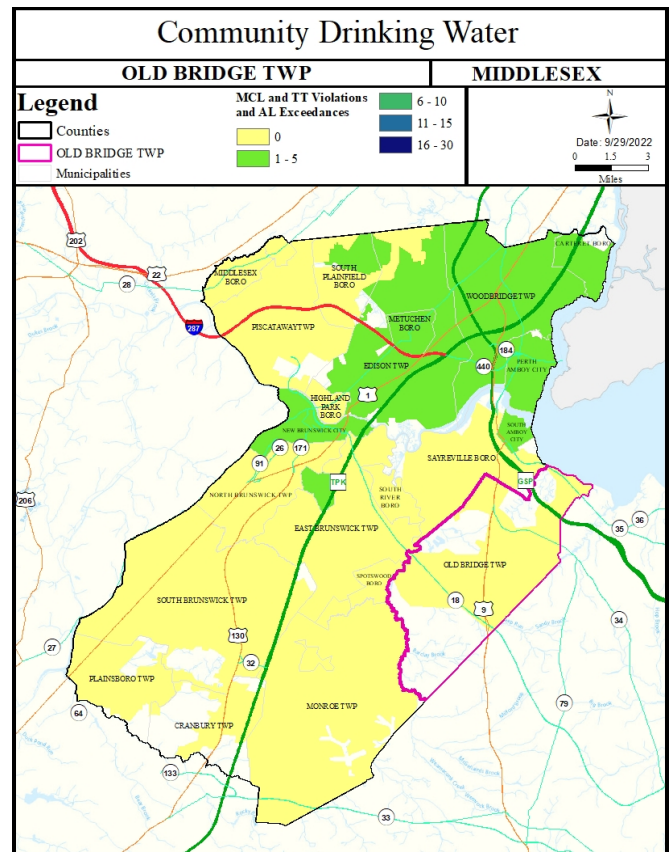 Community Drinking Water
OLD BRIDGE TWP
MIDDLESEX
Legend
Counties
OLD BRIDGE TWP
Municipalities
MCL and TT Violations
and AL Exceedances
0
1 - 5
6 - 10
11 - 15
16 - 30
N
Date: 9/29/2022
0 1.5 3
Miles
202
22
28
287
MIDDLESEX
BORO
SOUTH
PLAINFIELD
BORO
CARTERET BORO
WOODBRIDGE TWP
METUCHEN
BORO
PISCATAWAY TWP
EDISON TWP
184
440
PERTH
AMBOY CITY
1
HIGHLAND
PARK
BORO
NEW BRUNSWICK CITY
SOUTH
AMBOY
CITY
26
171
91
SAYREVILLE BORO
TPK
GSP
NORTH BRUNSWICK TWP
SOUTH
RIVER
BORO
206
EAST BRUNSWICK TWP
36
35
OLD BRIDGE TWP
SPOTSWOOD
BORO
18
9
SOUTH BRUNSWICK TWP
34
130
27
32
PLAINSBORO TWP
64
CRANBURY TWP
MONROE TWP
79
133
33